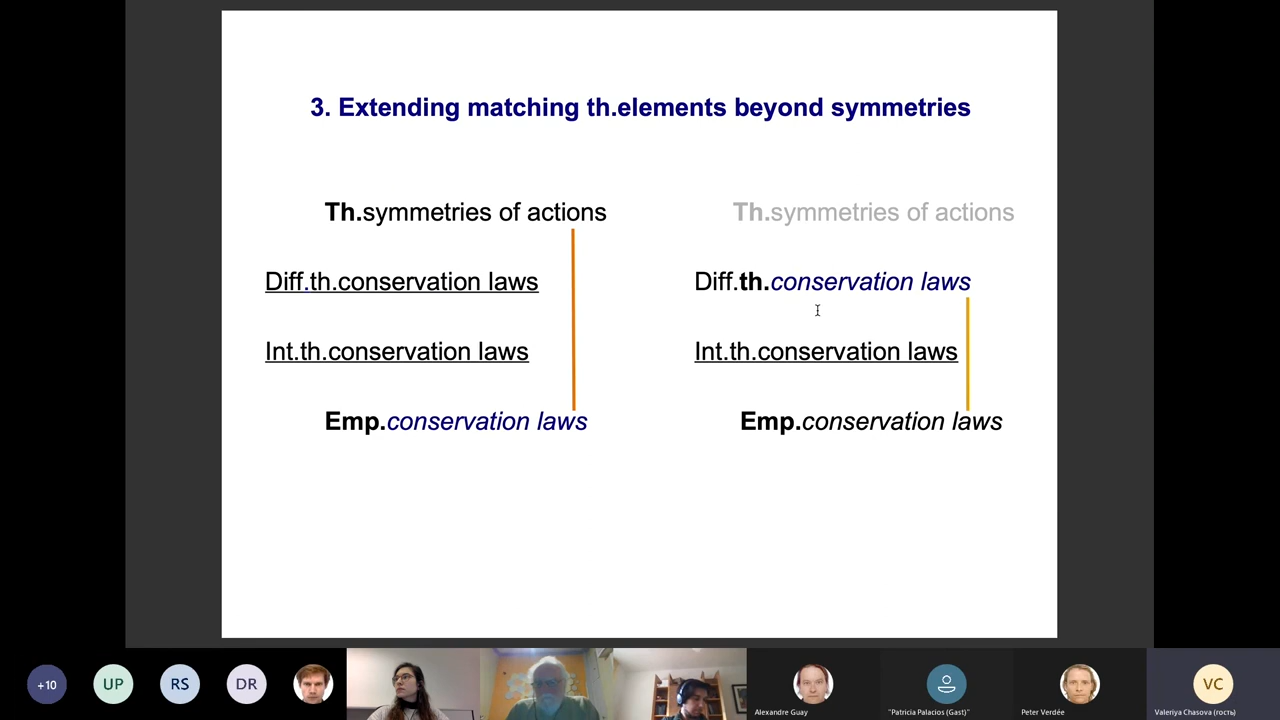 3. Extending matching th.elements beyond symmetries
Th.symmetries of actions
Diff.th.conservation laws
Int.th.conservation laws
Emp.conservation laws
Th.symmetries of actions
Diff.th.conservation laws
Int.th.conservation laws
Emp.conservation laws
+10
UP
RS
DR
Alexandre Guay
"Patricia Palacios (Gast)"
Peter Verdée
VC
Valeriya Chasova (гость)